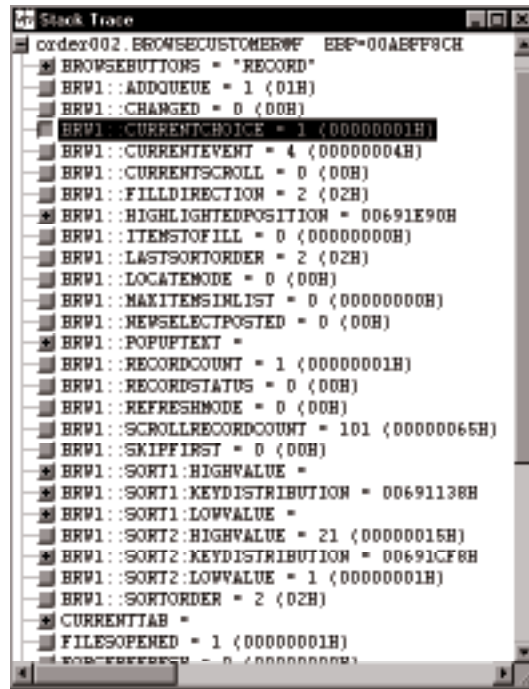 Stack Trace
order002.BROWSECUSTOMER@F EBP=00ABFF8CH
BROWSEBUTTONS = "RECORD"
BRW1::ADDQUEUE = 1 (01H)
BRW1::CHANGED = 0 (00H)
BRW1::CURRENTCHOICE = 1 (00000001H)
BRW1::CURRENTEVENT = 4 (00000004H)
BRW1::CURRENTSCROLL = 0 (00H)
BRW1::FILLDIRECTION = 2 (02H)
BRW1::HIGHLIGHTEDPOSITION = 00691E90H
BRW1::ITEMSTOFILL = 0 (00000000H)
BRW1::LASTSORTORDER = 2 (02H)
BRW1::LOCATEMODE = 0 (00H)
BRW1::MAXITEMSINLIST = 0 (00000000H)
BRW1::NEWSELECTPOSTED = 0 (00H)
BRW1::POPUPTEXT =
BRW1::RECORDCOUNT = 1 (00000001H)
BRW1::RECORDSTATUS = 0 (00H)
BRW1::REFRESHMODE = 0 (00H)
BRW1::SCROLLRECORDCOUNT = 101 (00000065H)
BRW1::SKIPFIRST = 0 (00H)
BRW1::SORT1:HIGHVALUE =
BRW1::SORT1:KEYDISTRIBUTION = 00691138H
BRW1::SORT1:LOWVALUE =
BRW1::SORT2:HIGHVALUE = 21 (00000015H)
BRW1::SORT2:KEYDISTRIBUTION = 00691CF8H
BRW1::SORT2:LOWVALUE = 1 (00000001H)
BRW1::SORTORDER = 2 (02H)
CURRENTTAB =
FILESOPENED = 1 (00000001H)